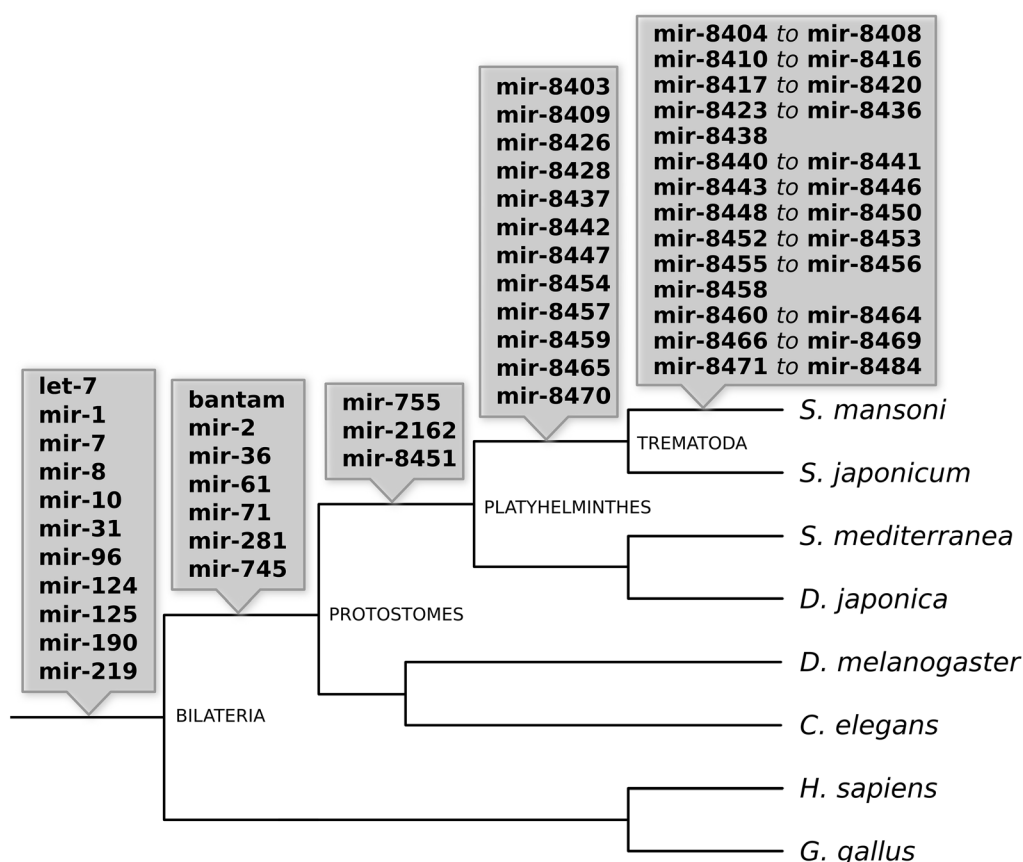 let-7
mir-1
mir-7
mir-8
mir-10
mir-31
mir-96
mir-124
mir-125
mir-190
mir-219
bantam
mir-2
mir-36
mir-61
mir-71
mir-281
mir-745
mir-755
mir-2162
mir-8451
mir-8403
mir-8409
mir-8426
mir-8428
mir-8437
mir-8442
mir-8447
mir-8454
mir-8457
mir-8459
mir-8465
mir-8470
mir-8404 to mir-8408
mir-8410 to mir-8416
mir-8417 to mir-8420
mir-8423 to mir-8436
mir-8438
mir-8440 to mir-8441
mir-8443 to mir-8446
mir-8448 to mir-8450
mir-8452 to mir-8453
mir-8455 to mir-8456
mir-8458
mir-8460 to mir-8464
mir-8466 to mir-8469
mir-8471 to mir-8484
BILATERIA
PROTOSTOMES
PLATYHELMINTHES
TREMATODA
S. mansoni
S. japonicum
S. mediterranea
D. japonica
D. melanogaster
C. elegans
H. sapiens
G. gallus